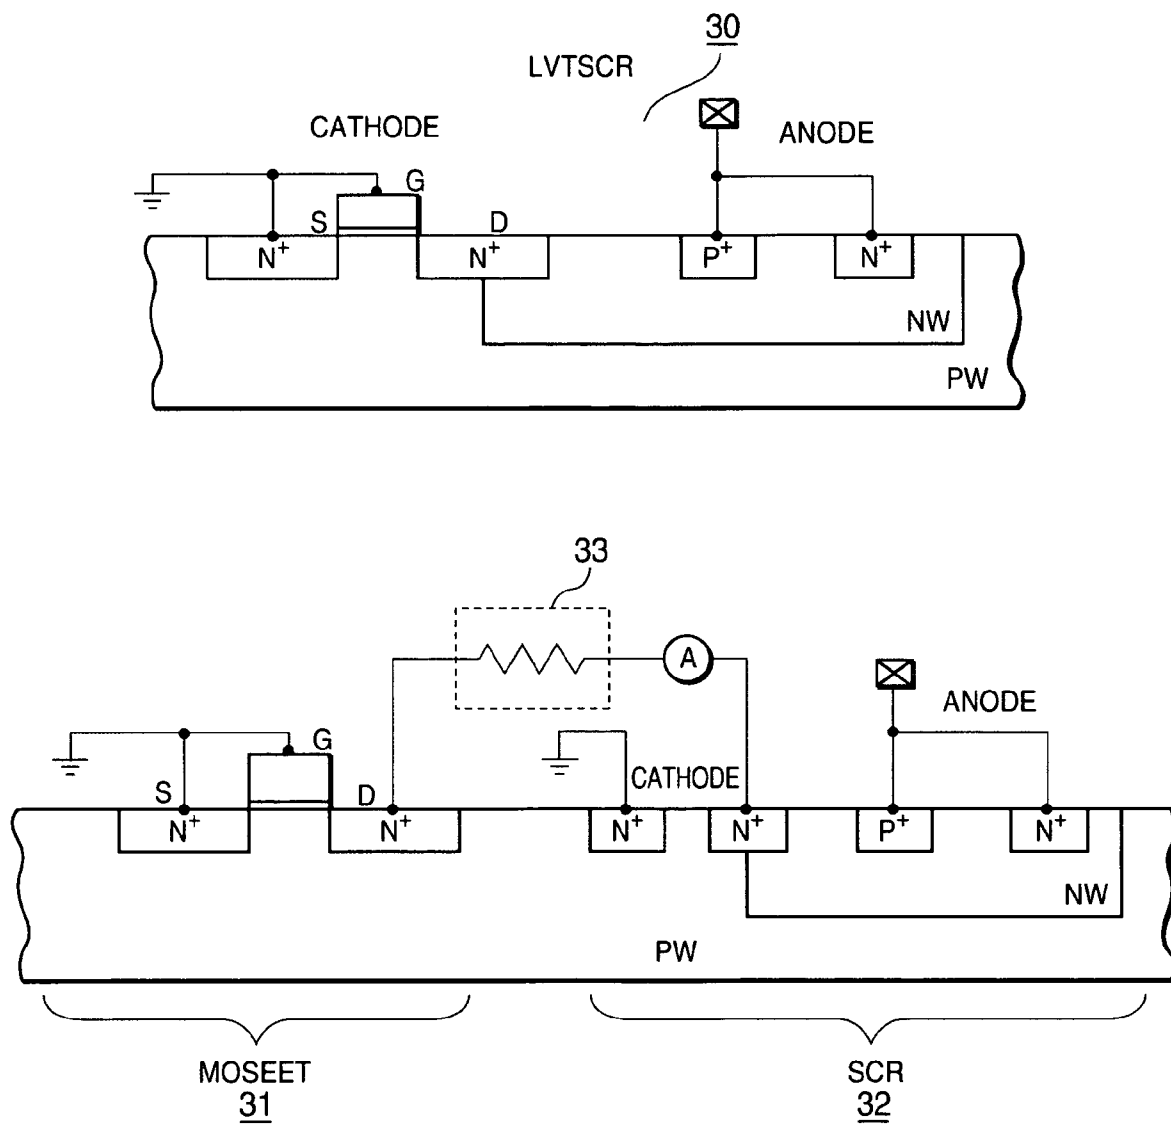 30
LVTSCR
CATHODE
ANODE
G
S
D
N+
N+
P+
N+
NW
PW
33
A
ANODE
G
CATHODE
S
D
N+
N+
N+
N+
P+
N+
NW
PW
MOSEET
31
SCR
32